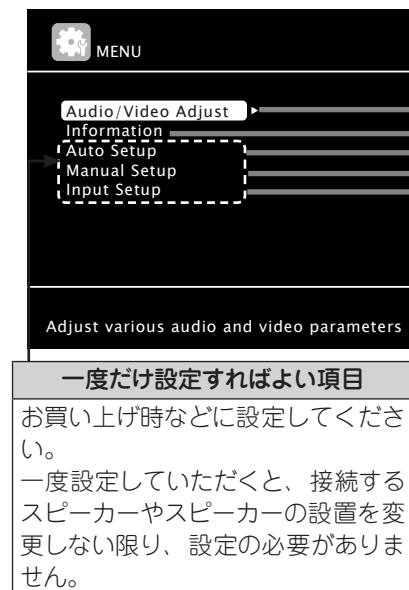 MENU
Audio/Video Adjust
Information
Auto Setup
Manual Setup
Input Setup
Adjust various audio and video parameters
一度だけ設定すればよい項目
お買い上げ時などに設定してくださ
い。
一度設定していただくと、接続する
スピーカーやスピーカーの設置を変
更しない限り、設定の必要がありま
せん。